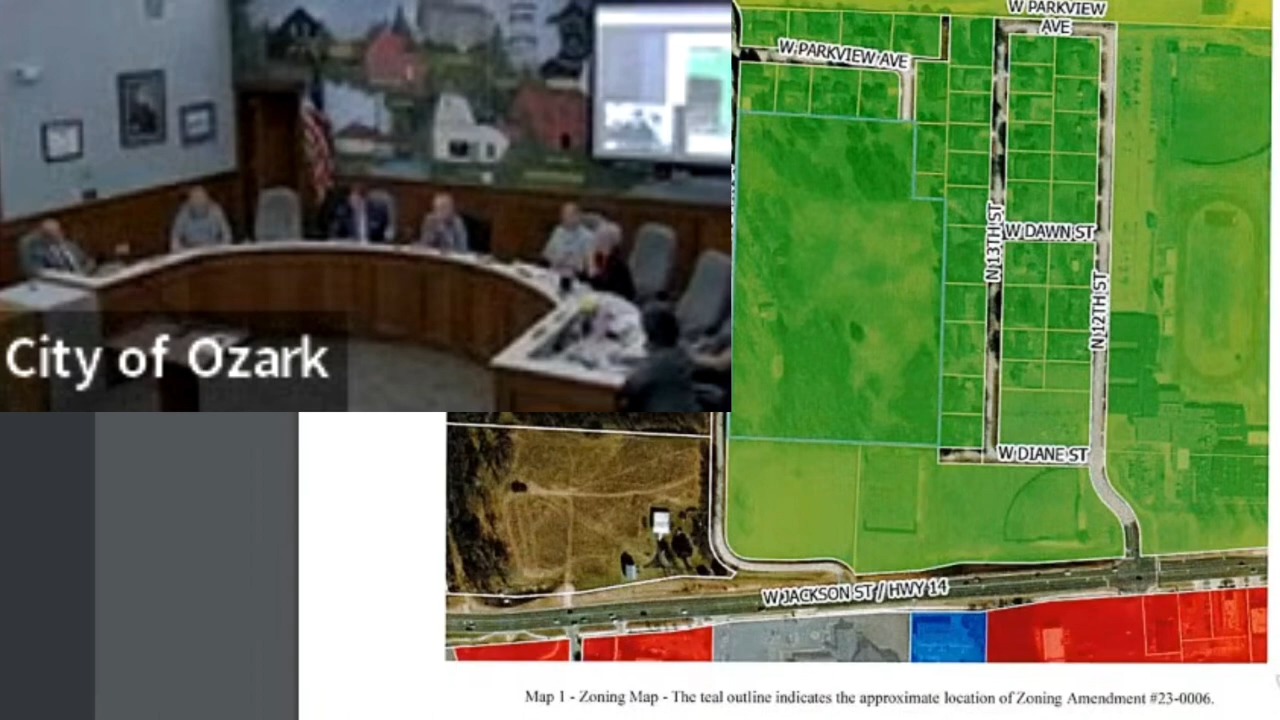 W PARKVIEW
AVE
W PARKVIEW AVE
N 13TH ST
W DAWN ST
N 12TH ST
City of Ozark
W DIANE ST
W JACKSON ST / HWY 14
Map 1 - Zoning Map - The teal outline indicates the approximate location of Zoning Amendment #23-0006.